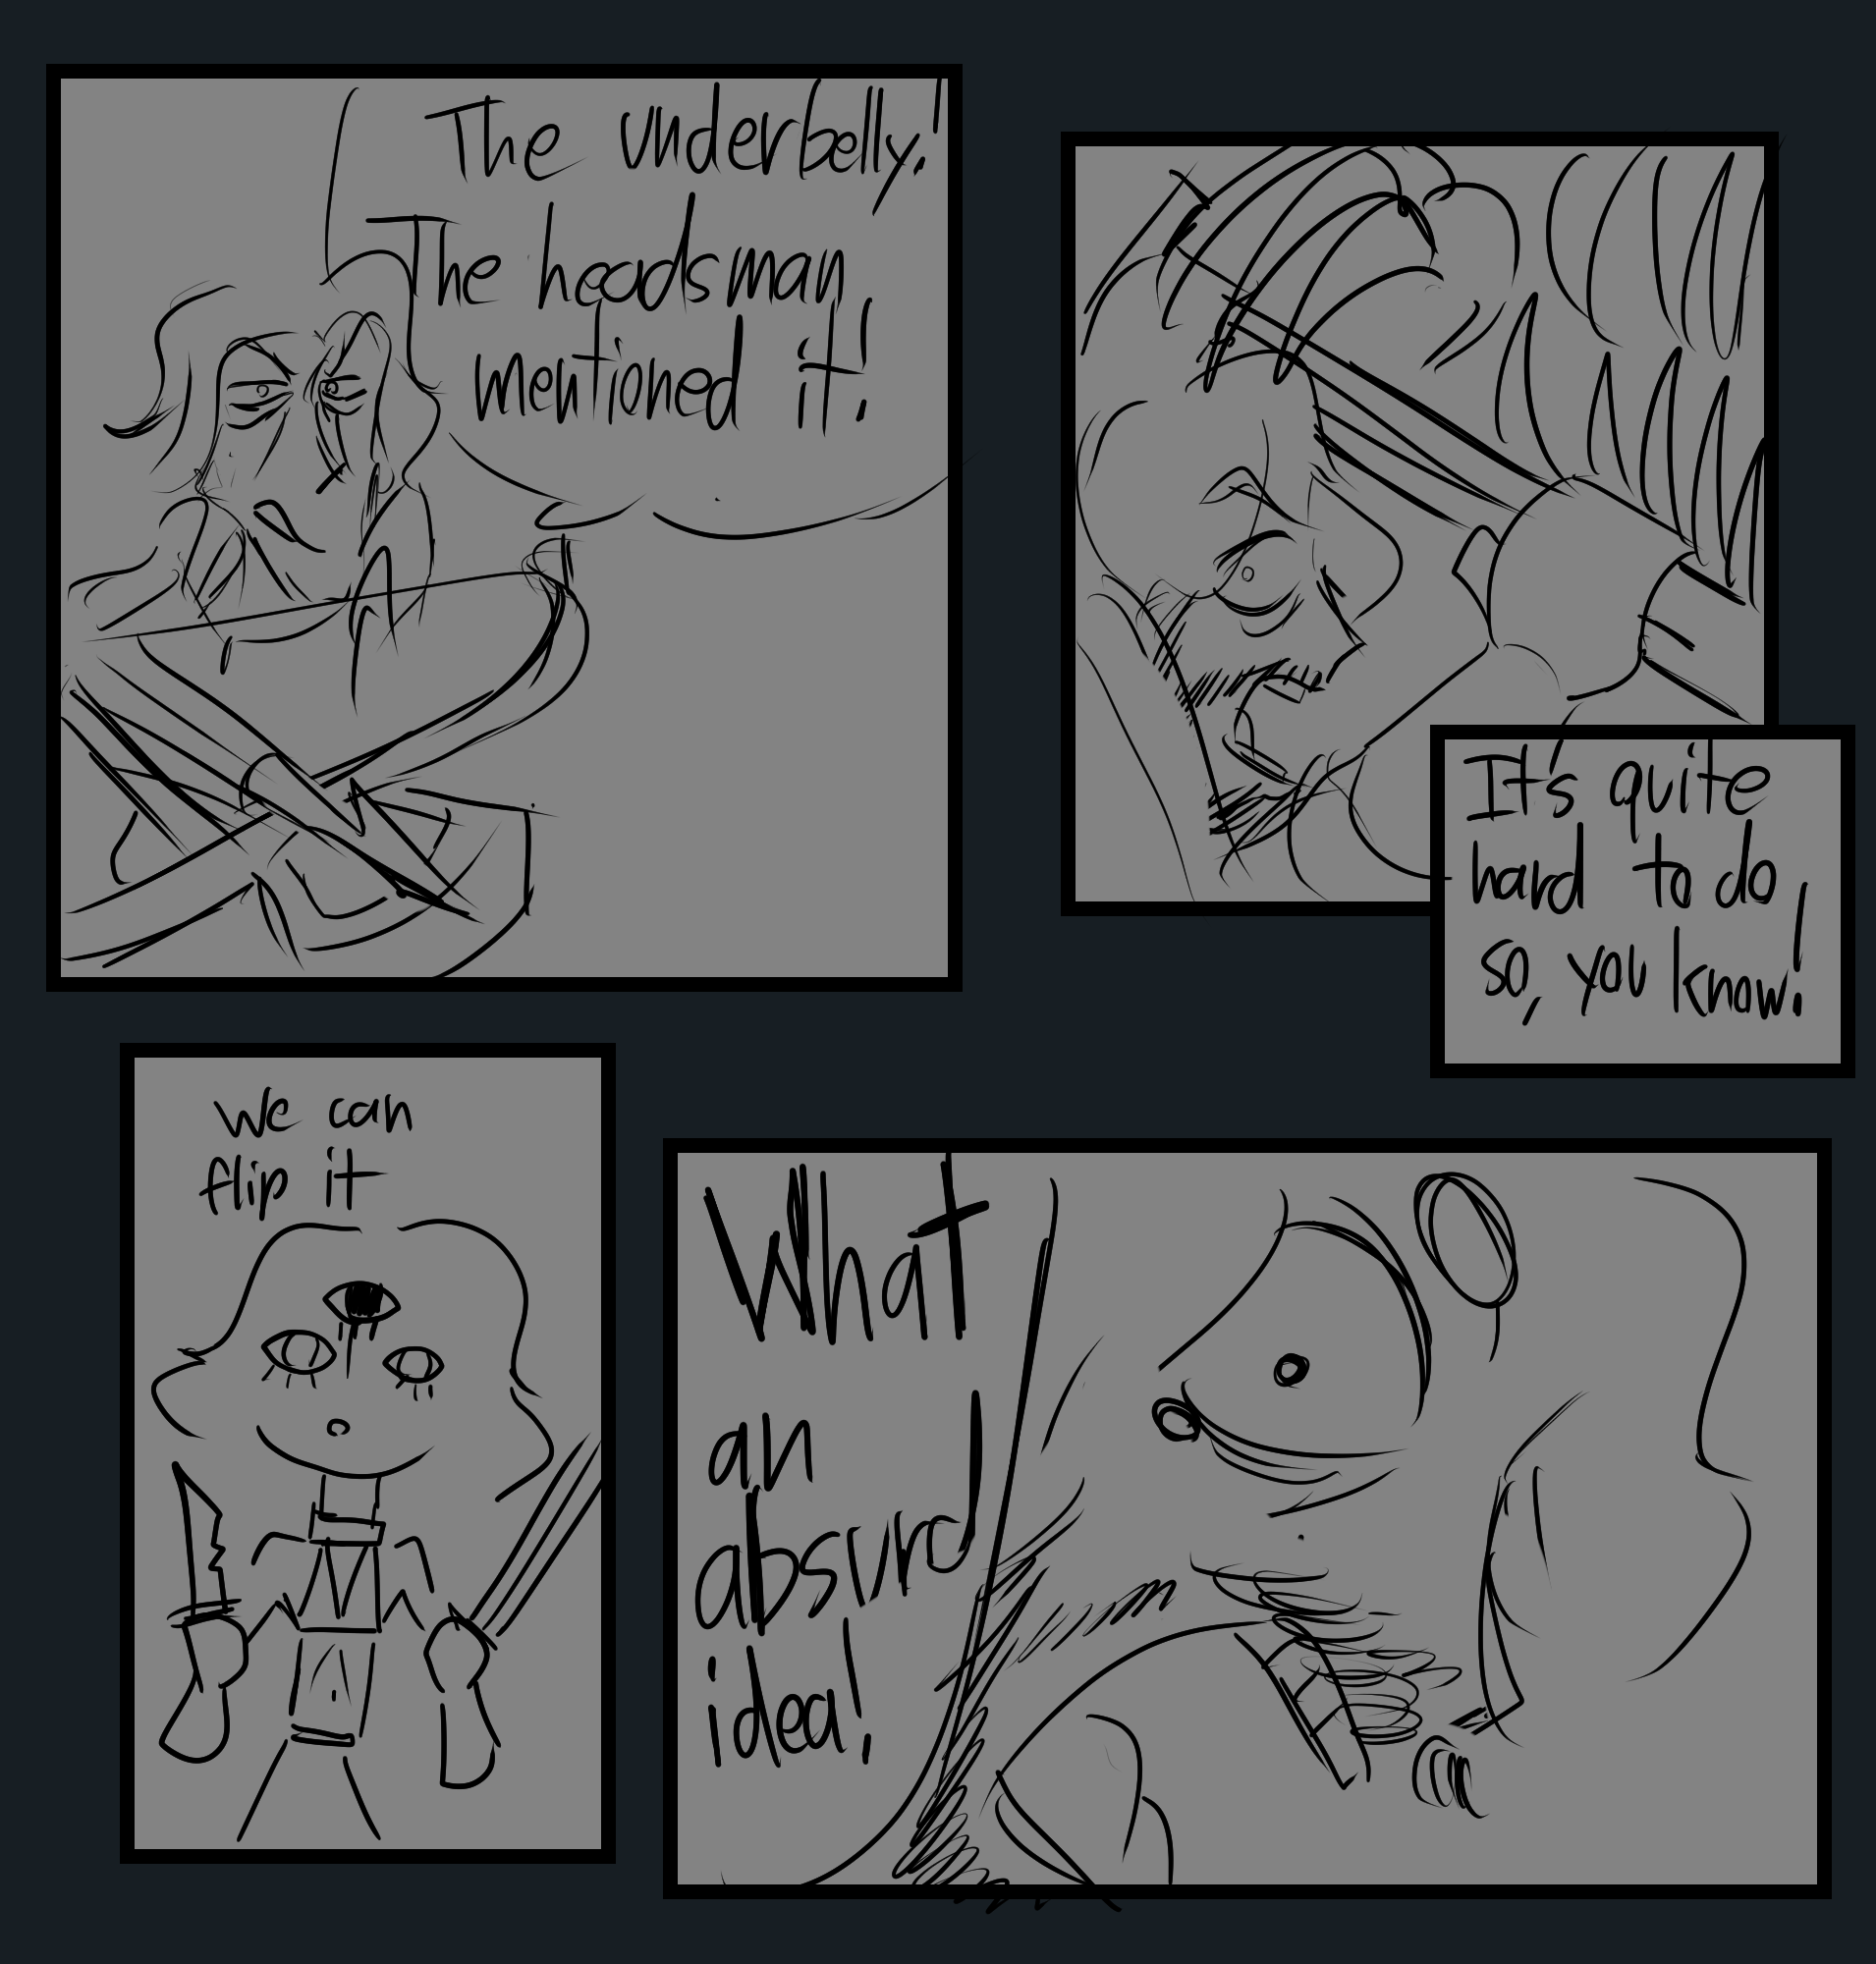 The underbelly!
The headsman
mentioned it!
It's quite
hard to do
so, you know!
we can
flip it
What
an
absurd
idea!